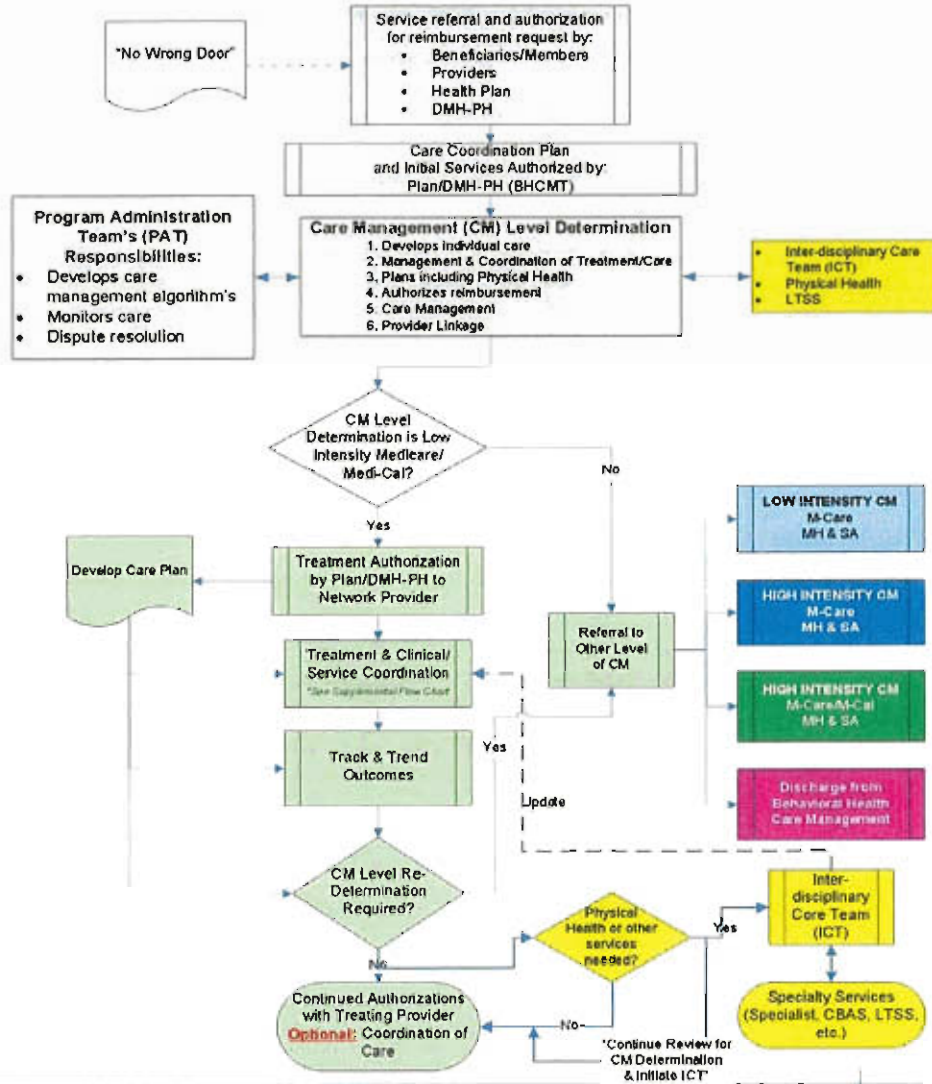 "No Wrong Door"
Service referral and authorization
for reimbursement request by:
• Beneficiaries/Members
• Providers
• Health Plan
• DMH-PH
Care Coordination Plan
and Initial Services Authorized by:
Plan/DMH-PH (BHCMT)
Program Administration
Team's (PAT)
Responsibilities:
• Develops care
management algorithm's
• Monitors care
• Dispute resolution
Care Management (CM) Level Determination
1. Develops individual care
2. Management & Coordination of Treatment/Care
3. Plans including Physical Health
4. Authorizes reimbursement
5. Care Management
6. Provider Linkage
• Inter-disciplinary Care
Team (ICT)
• Physical Health
• LTSS
CM Level
Determination is Low
Intensity Medicare/
Medi-Cal?
No
Yes
LOW INTENSITY CM
M-Care
MH & SA
Develop Care Plan
Treatment Authorization
by Plan/DMH-PH to
Network Provider
HIGH INTENSITY CM
M-Care
MH & SA
Referral to
Other Level
of CM
Treatment & Clinical/
Service Coordination
*See Supplemental Flow Chart
HIGH INTENSITY CM
M-Care/M-Cal
MH & SA
Yes
Track & Trend
Outcomes
Discharge from
Behavioral Health
Care Management
Update
CM Level Re-
Determination
Required?
Inter-
disciplinary
Core Team
(ICT)
Physical
Health or other
services
needed?
Yes
No
Continued Authorizations
with Treating Provider
Optional: Coordination of
Care
No
Specialty Services
(Specialist, CBAS, LTSS,
etc.)
"Continue Review for
CM Determination
& Initiate ICT"